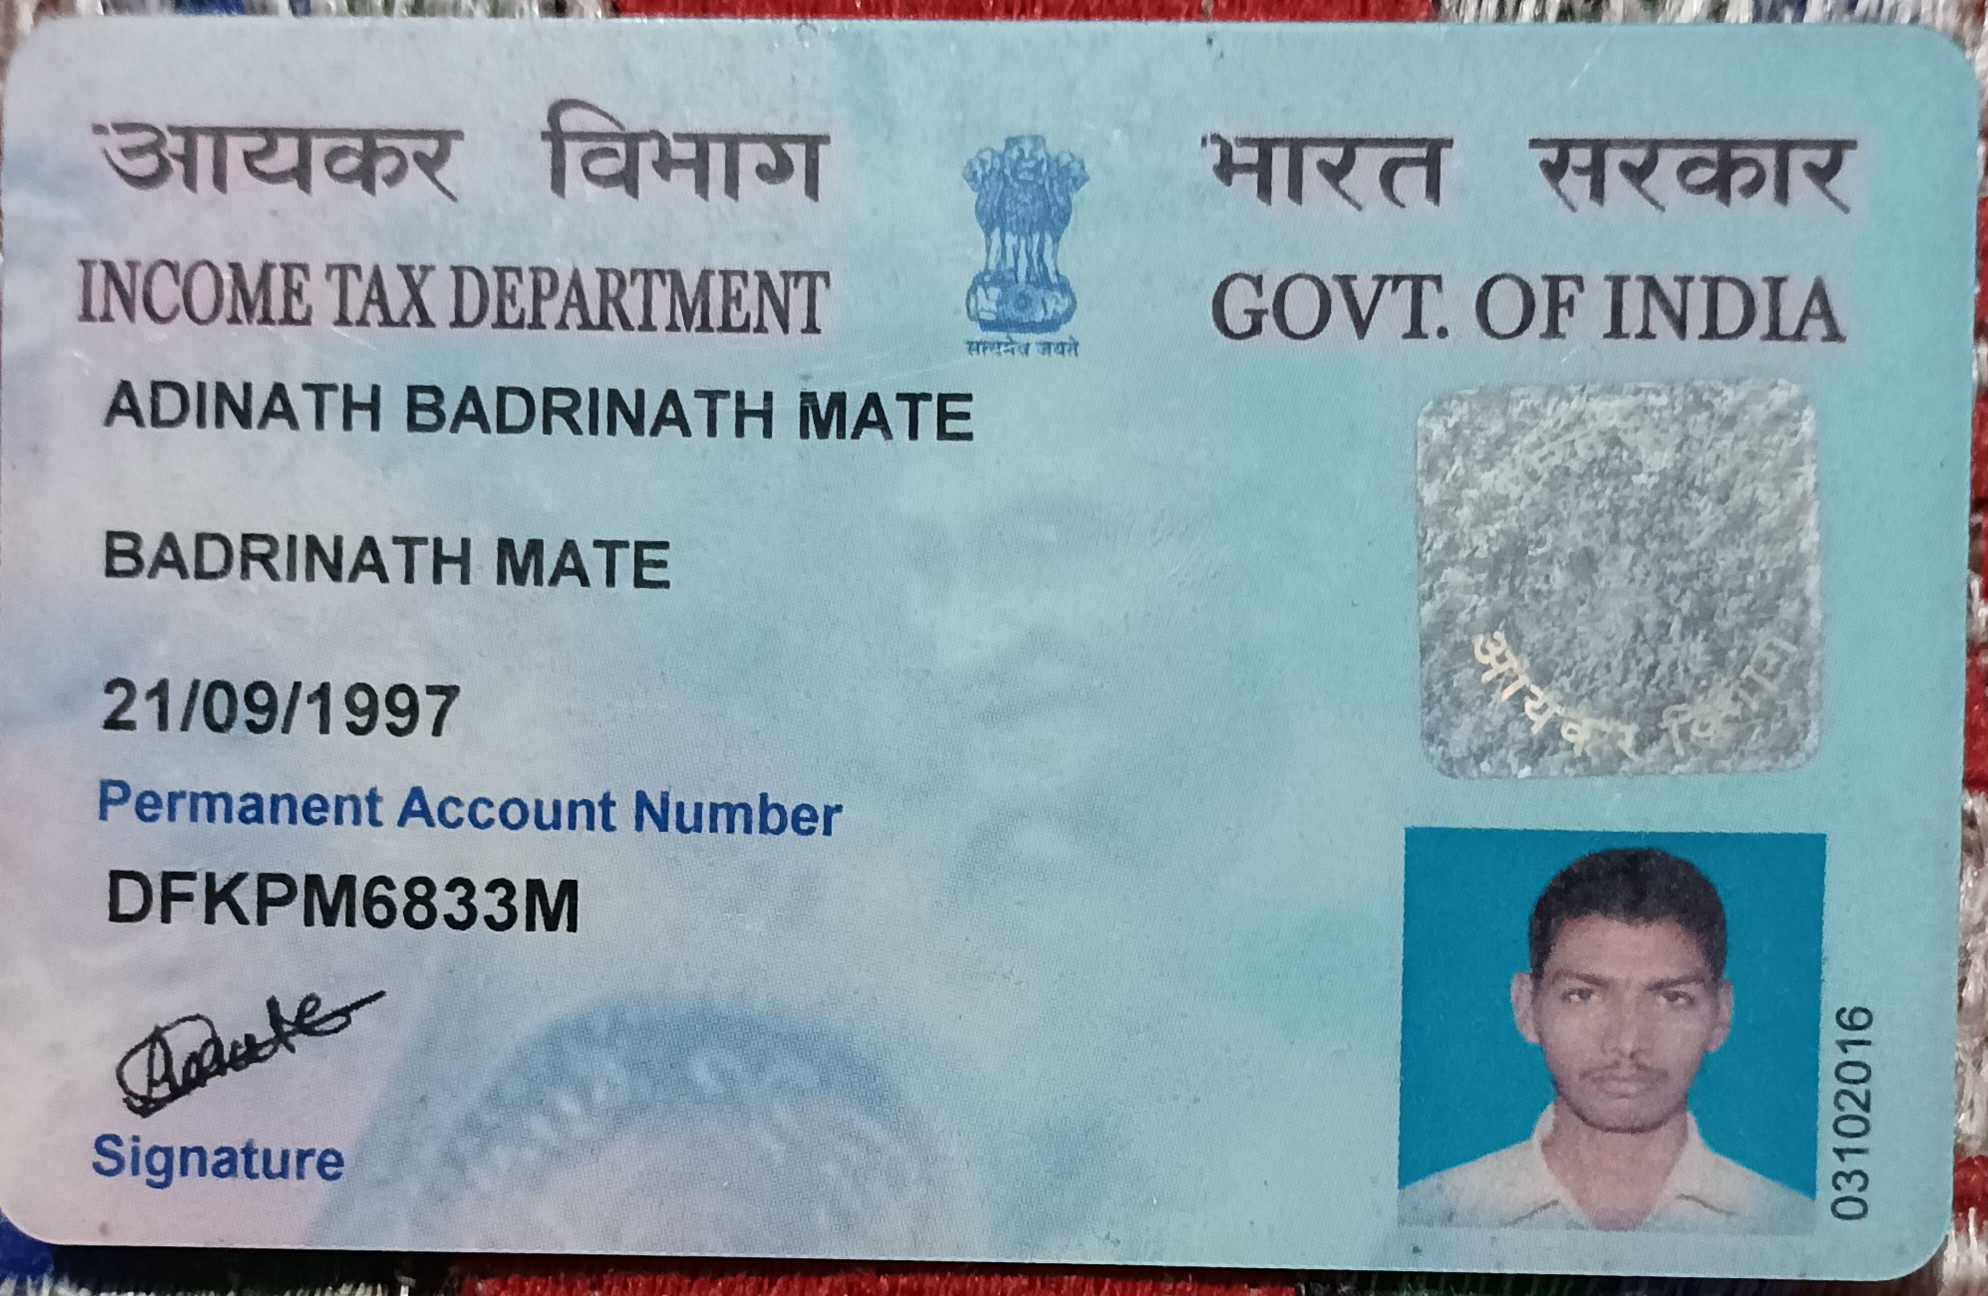 आयकर विभाग
INCOME TAX DEPARTMENT
सत्यमेव जयते
भारत सरकार
GOVT. OF INDIA
ADINATH BADRINATH MATE
BADRINATH MATE
21/09/1997
Permanent Account Number
DFKPM6833M
Signature
आयकर विभाग
03102016